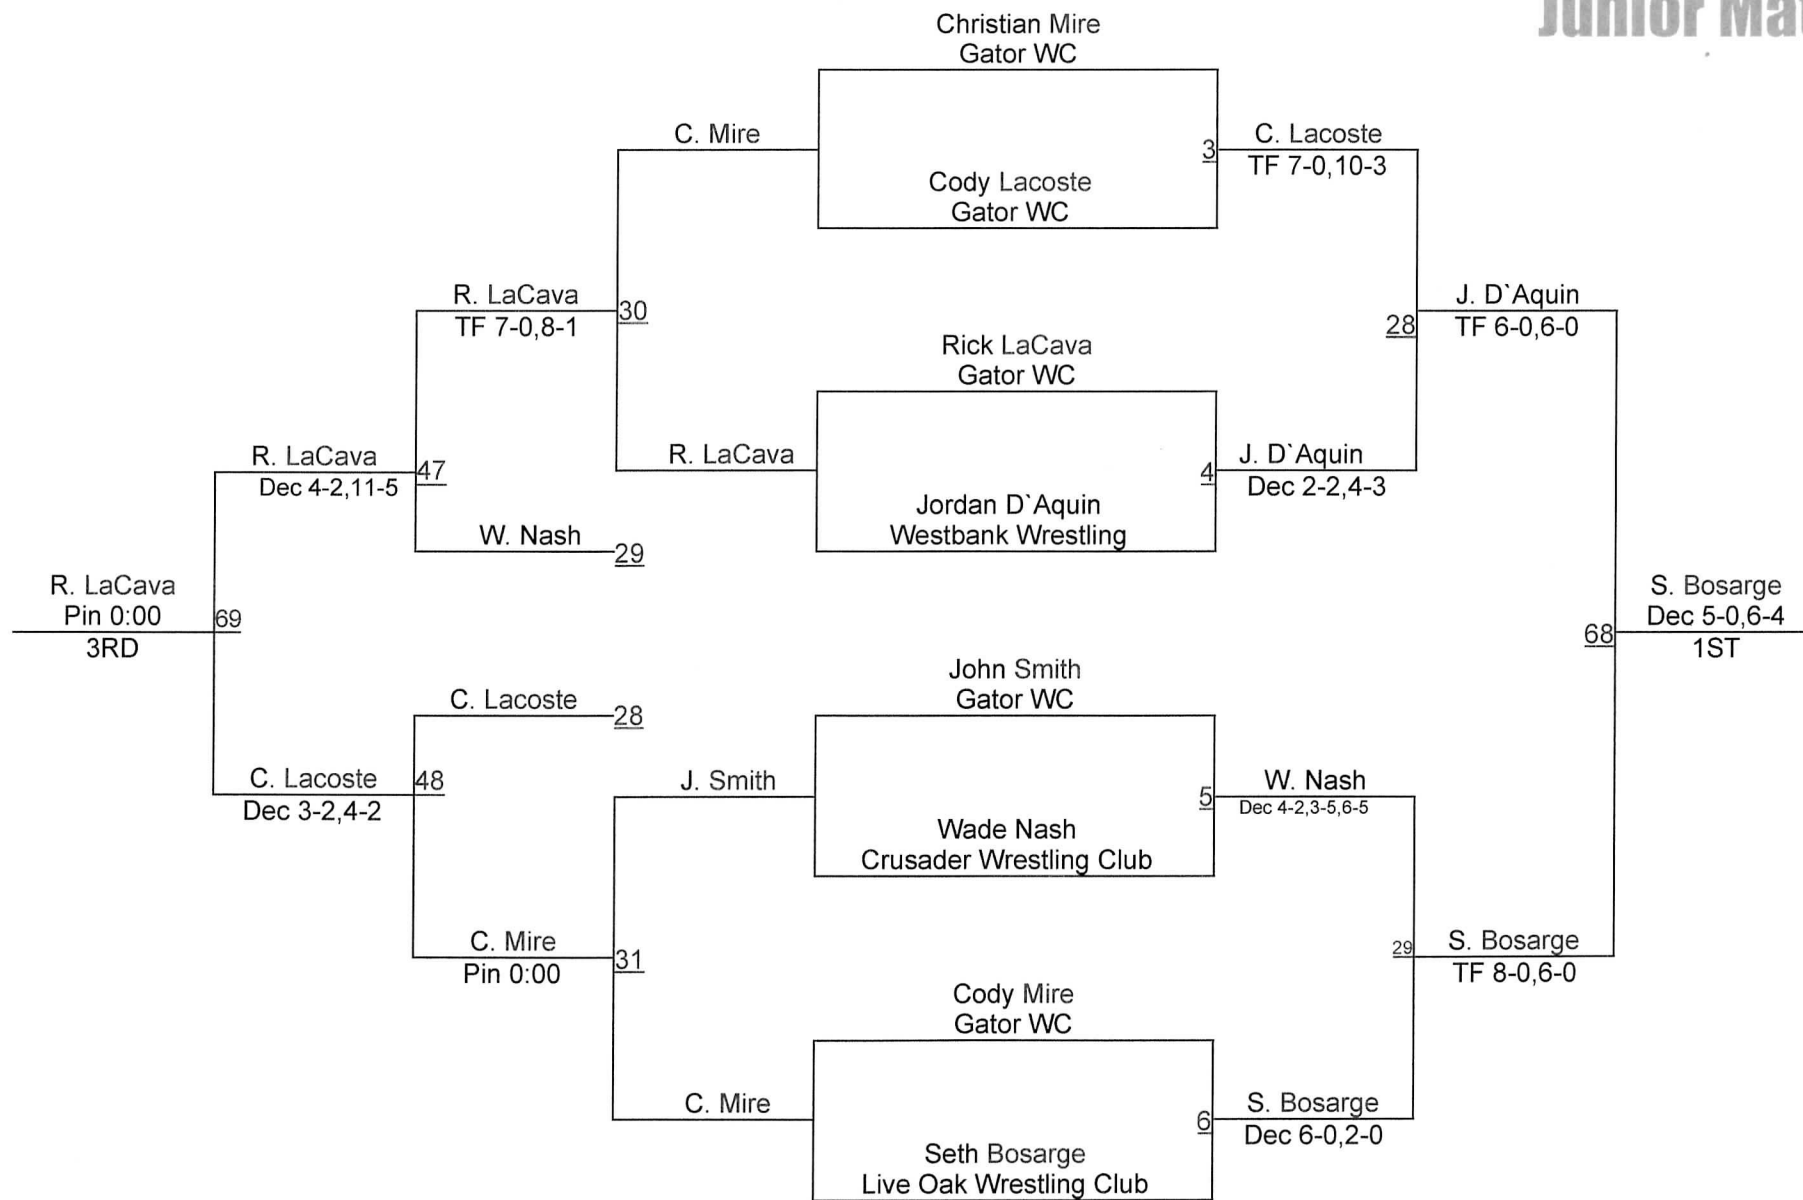 Junior Mat
Christian Mire
Gator WC
C. Mire
3
C. Lacoste
TF 7-0,10-3
Cody Lacoste
Gator WC
R. LaCava
TF 7-0,8-1
30
J. D`Aquin
TF 6-0,6-0
28
Rick LaCava
Gator WC
R. LaCava
Dec 4-2,11-5
47
R. LaCava
4
J. D`Aquin
Dec 2-2,4-3
Jordan D`Aquin
Westbank Wrestling
W. Nash
29
R. LaCava
Pin 0:00
3RD
69
S. Bosarge
Dec 5-0,6-4
1ST
68
John Smith
Gator WC
C. Lacoste
28
C. Lacoste
Dec 3-2,4-2
48
J. Smith
5
W. Nash
Dec 4-2,3-5,6-5
Wade Nash
Crusader Wrestling Club
C. Mire
Pin 0:00
31
29
S. Bosarge
TF 8-0,6-0
Cody Mire
Gator WC
C. Mire
6
S. Bosarge
Dec 6-0,2-0
Seth Bosarge
Live Oak Wrestling Club